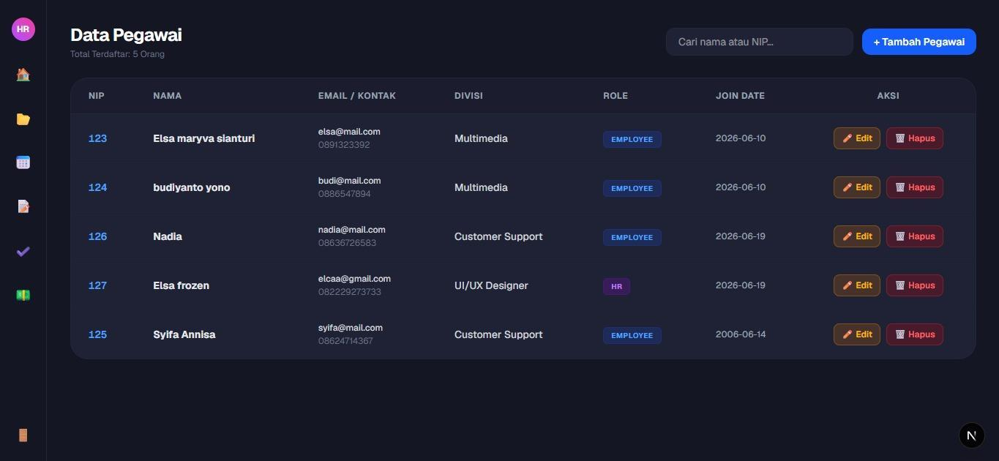 HR
Data Pegawai
Total Terdaftar: 5 Orang
Cari nama atau NIP...
+ Tambah Pegawai
NIP NAMA EMAIL / KONTAK DIVISI ROLE JOIN DATE AKSI
123 Elsa maryva sianturi elsa@mail.com Multimedia EMPLOYEE 2026-06-10 Edit Hapus
0891323392
124 budiyanto yono budi@mail.com Multimedia EMPLOYEE 2026-06-10 Edit Hapus
0886547894
126 Nadia nadia@mail.com Customer Support EMPLOYEE 2026-06-19 Edit Hapus
08636726583
127 Elsa frozen elcaa@gmail.com UI/UX Designer HR 2026-06-19 Edit Hapus
082229273733
125 Syifa Annisa syifa@mail.com Customer Support EMPLOYEE 2006-06-14 Edit Hapus
08624714367
N